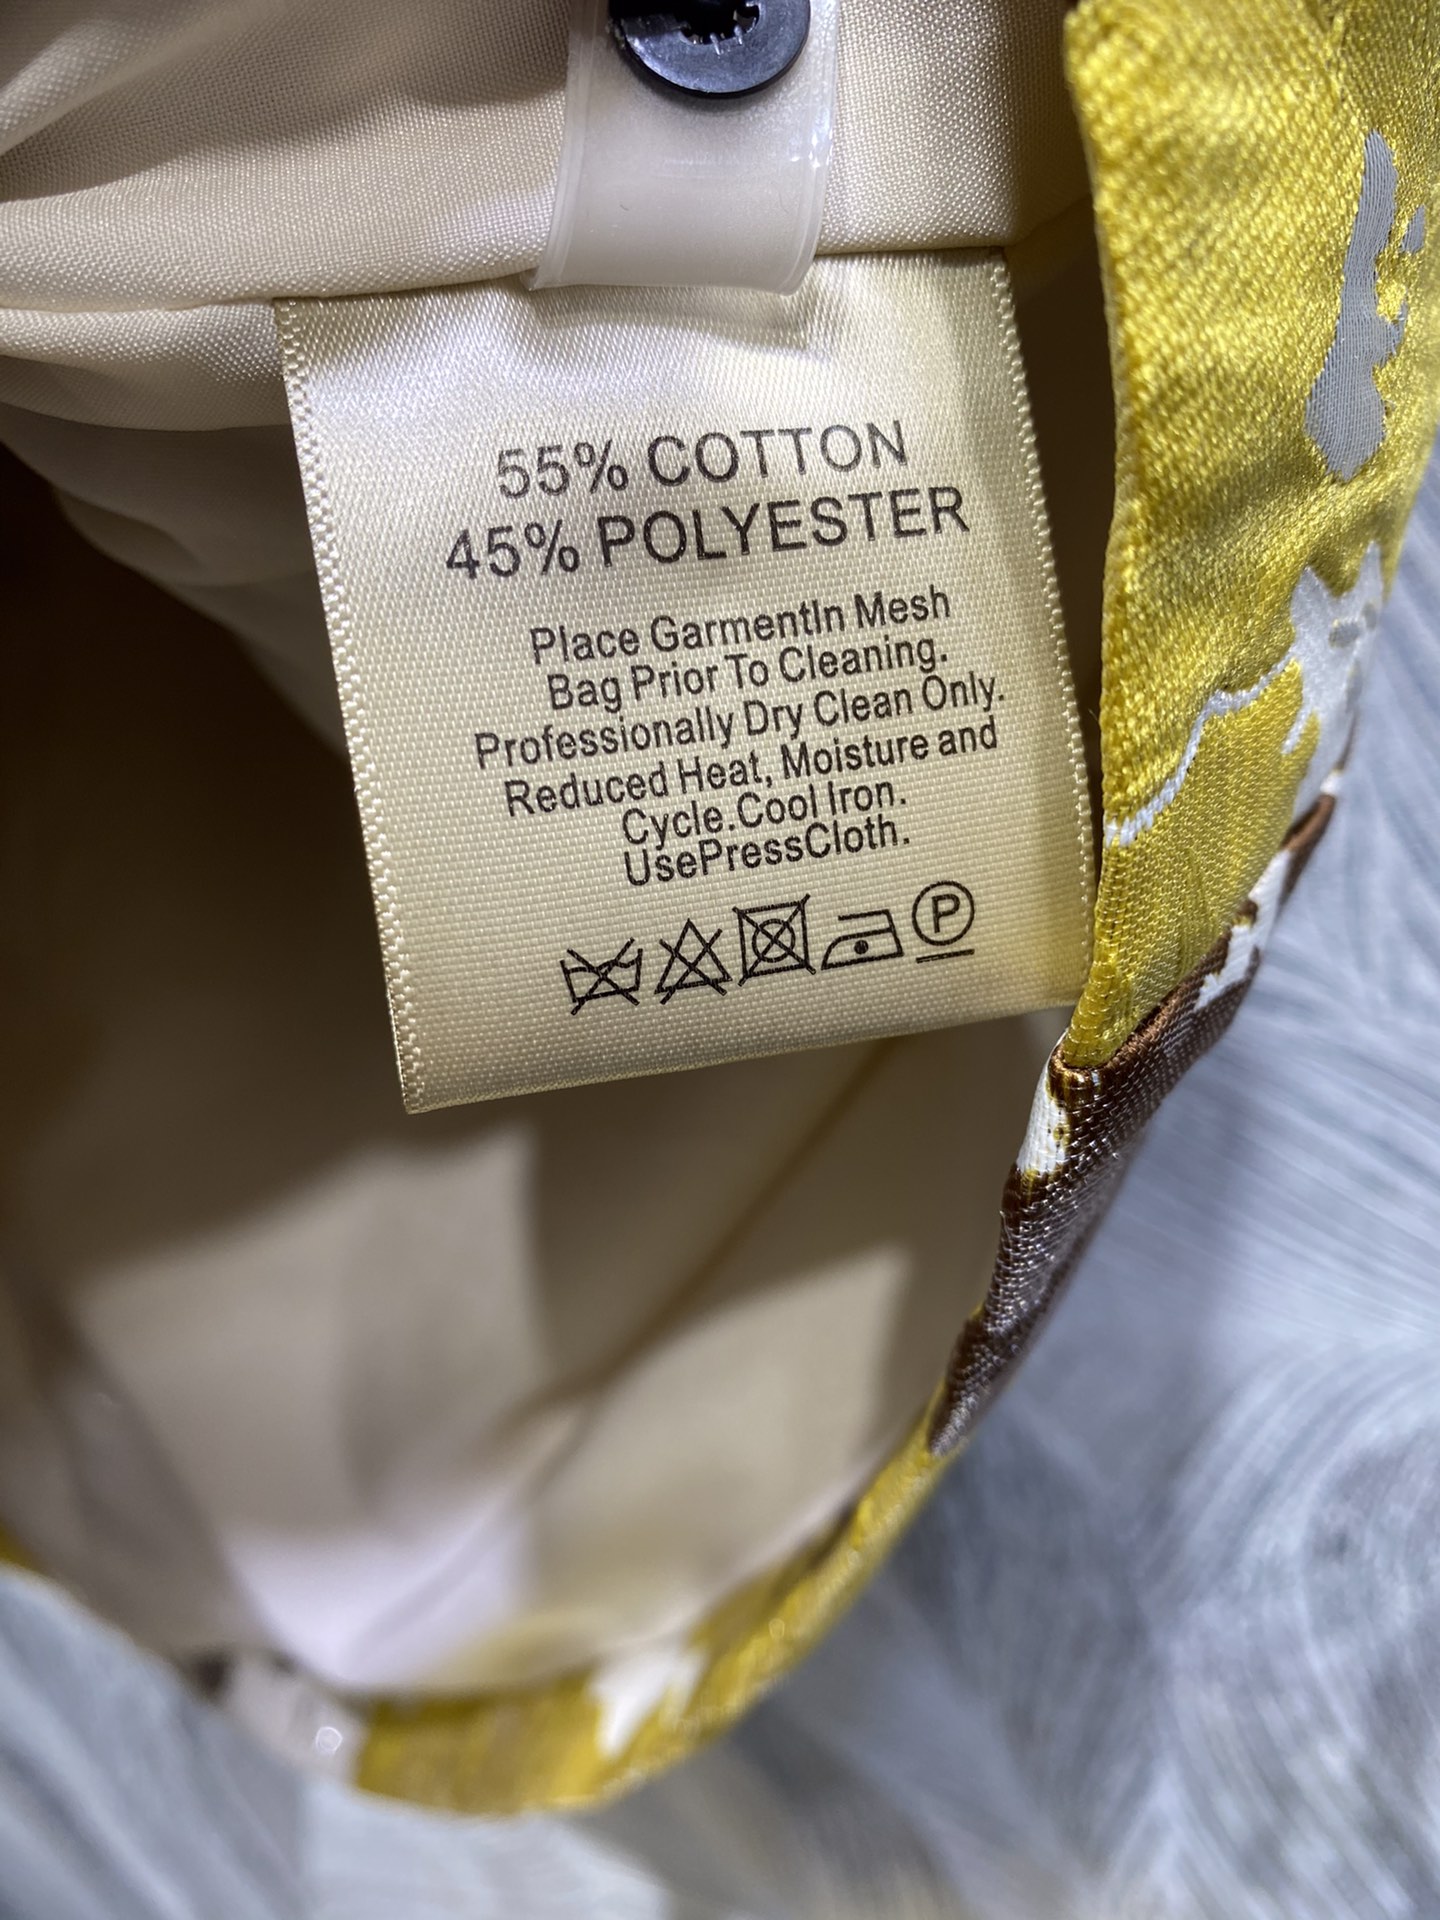 55% COTTON
45% POLYESTER
Place GarmentIn Mesh
Bag Prior To Cleaning.
Professionally Dry Clean Only.
Reduced Heat, Moisture and
Cycle.Cool Iron.
UsePressCloth.
P